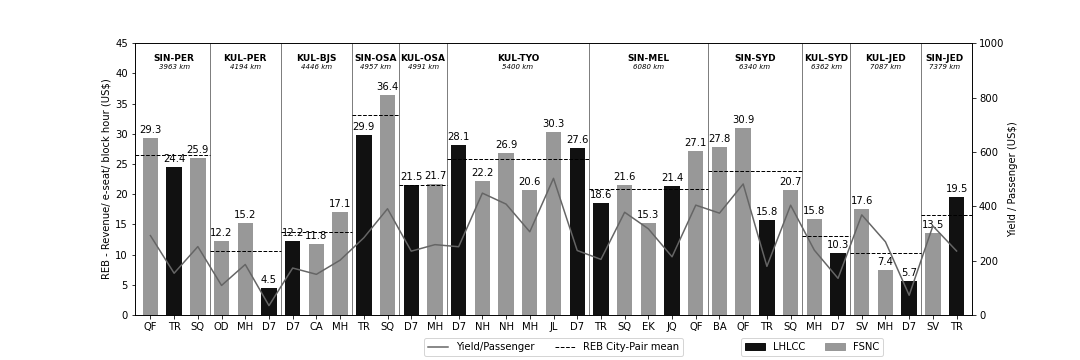 45 1000
SIN-PER KUL-PER KUL-BJS SIN-OSA KUL-OSA KUL-TYO SIN-MEL SIN-SYD KUL-SYD KUL-JED SIN-JED
3963 km 4194 km 4446 km 4957 km 4991 km 5400 km 6080 km 6340 km 6362 km 7087 km 7379 km
40
35
30
25
20
15
10
5
0
REB - Revenue/ e-seat/ block hour (US$)
29.3 24.4 25.9 12.2 15.2 4.5 12.2 11.8 17.1 29.9 36.4 21.5 21.7 28.1 22.2 26.9 20.6 30.3 27.6 18.6 21.6 15.3 21.4 27.1 27.8 30.9 15.8 20.7 15.8 10.3 17.6 7.4 5.7 13.5 19.5
800
600
400
200
0
Yield / Passenger (US$)
QF TR SQ OD MH D7 D7 CA MH TR SQ D7 MH D7 NH NH MH JL D7 TR SQ EK JQ QF BA QF TR SQ MH D7 SV MH D7 SV TR
Yield/Passenger REB City-Pair mean LHLCC FSNC